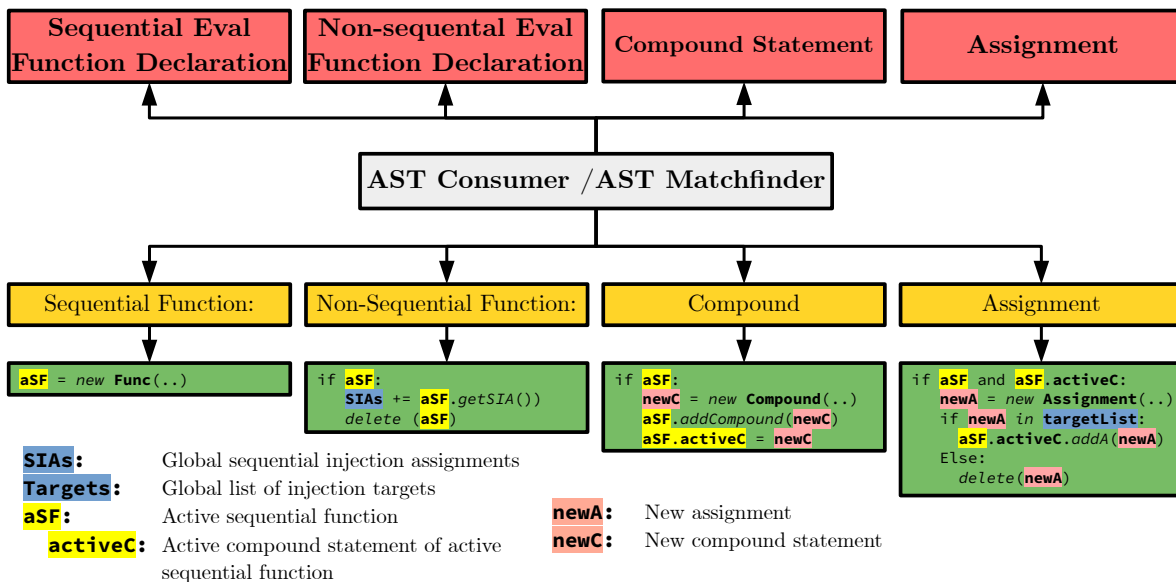 Sequential Eval
Function Declaration
Non-sequental Eval
Function Declaration
Compound Statement
Assignment
AST Consumer /AST Matchfinder
Sequential Function:
Non-Sequential Function:
Compound
Assignment
aSF = new Func(..)
if aSF:
SIAs += aSF.getSIA())
delete (aSF)
if aSF:
newC = new Compound(..)
aSF.addCompound(newC)
aSF.activeC = newC
if aSF and aSF.activeC:
newA = new Assignment(..)
if newA in targetList:
aSF.activeC.addA(newA)
Else:
delete(newA)
SIAs: Global sequential injection assignments
Targets: Global list of injection targets
aSF: Active sequential function
activeC: Active compound statement of active
sequential function
newA: New assignment
newC: New compound statement